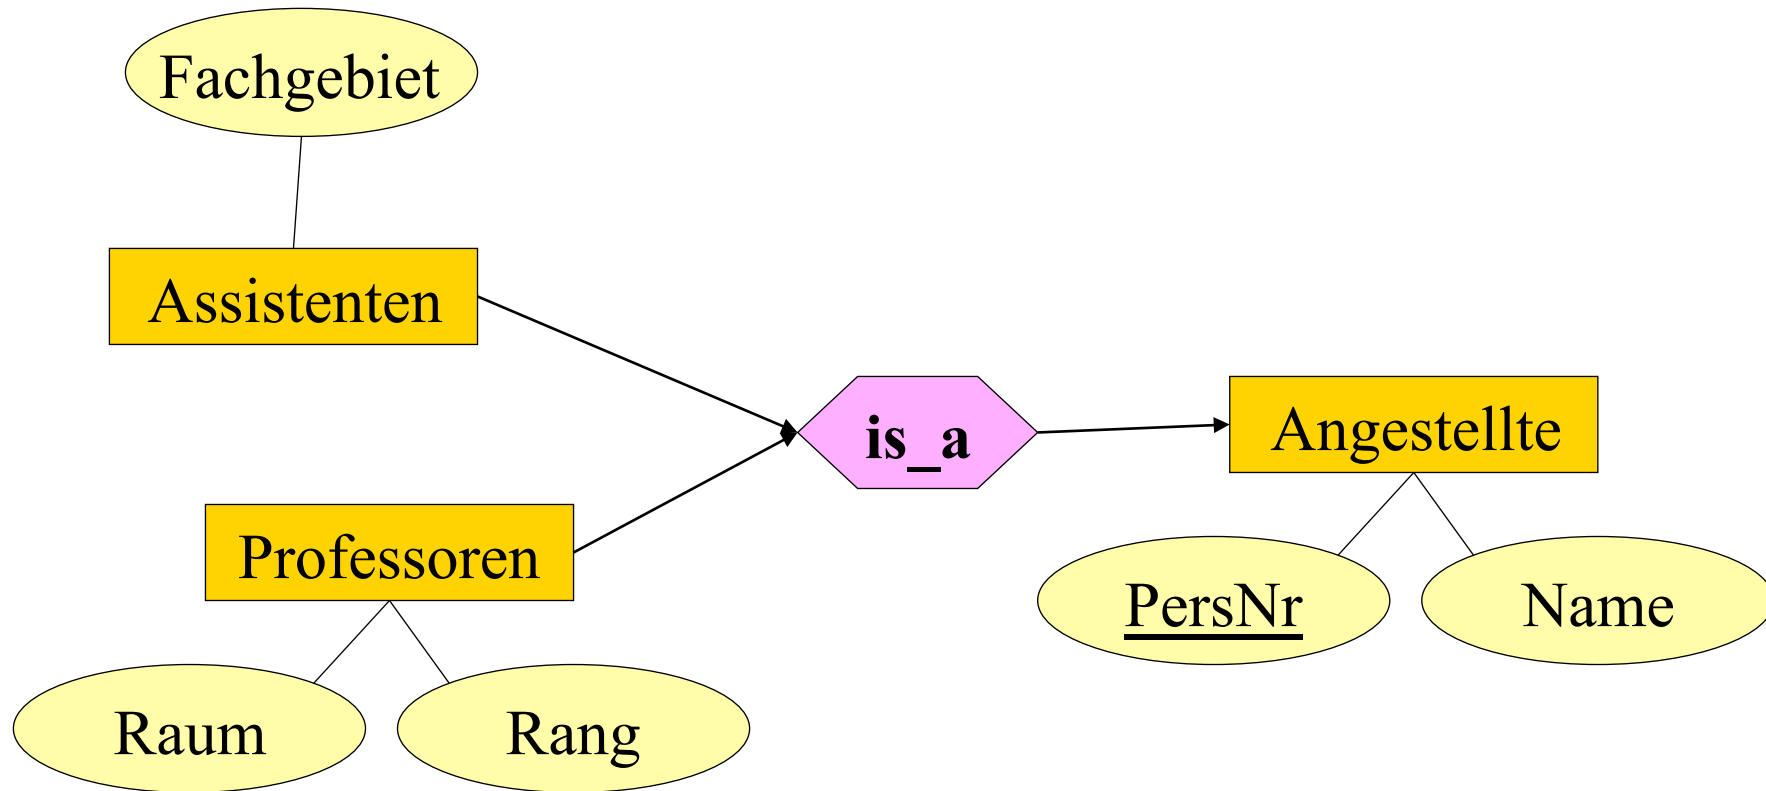 Fachgebiet
Assistenten
is_a
Angestellte
Professoren
PersNr
Name
Raum
Rang